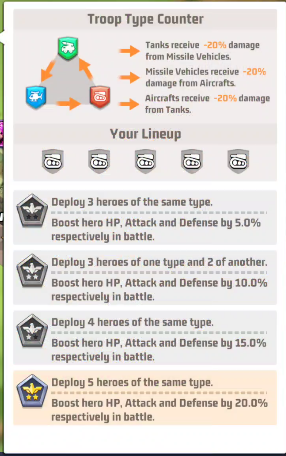 Troop Type Counter
Tanks receive -20% damage
from Missile Vehicles.
Missile Vehicles receive -20%
damage from Aircrafts.
Aircrafts receive -20% damage
from Tanks.
Your Lineup
Deploy 3 heroes of the same type.
Boost hero HP, Attack and Defense by 5.0%
respectively in battle.
Deploy 3 heroes of one type and 2 of another.
Boost hero HP, Attack and Defense by 10.0%
respectively in battle.
Deploy 4 heroes of the same type.
Boost hero HP, Attack and Defense by 15.0%
respectively in battle.
Deploy 5 heroes of the same type.
Boost hero HP, Attack and Defense by 20.0%
respectively in battle.